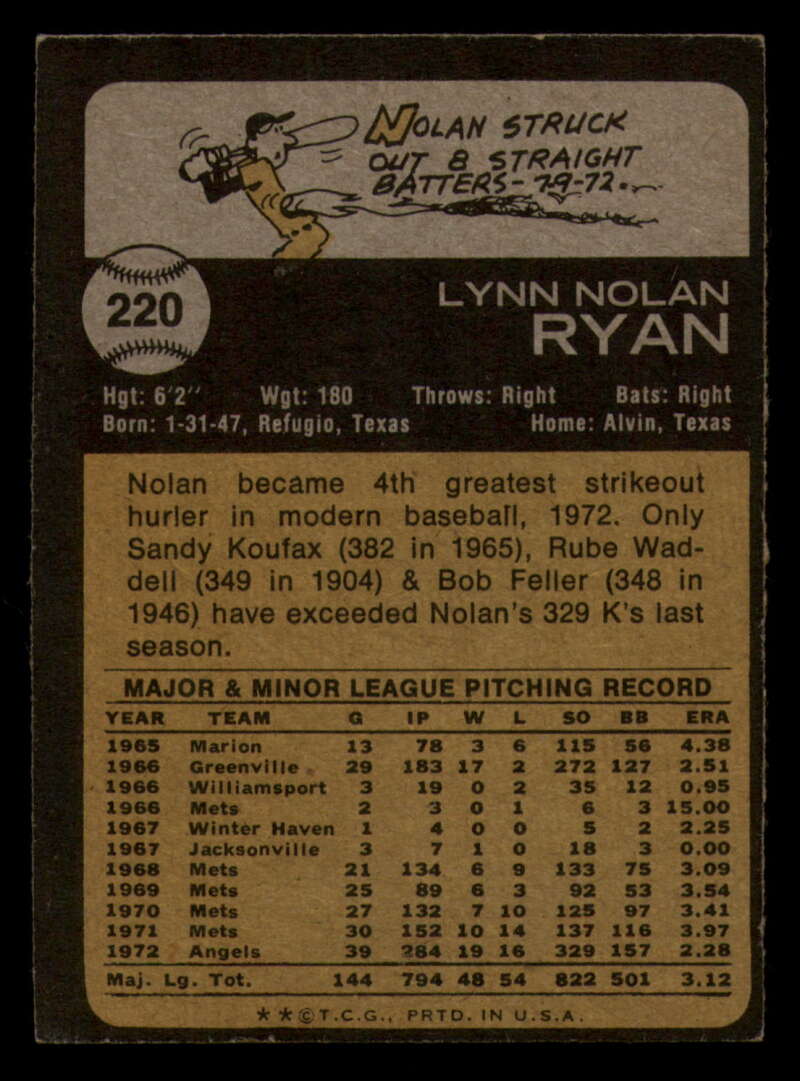 NOLAN STRUCK
OUT 8 STRAIGHT
BATTERS- 7-9-72.
220
LYNN NOLAN
RYAN
Hgt: 6'2" Wgt: 180 Throws: Right Bats: Right
Born: 1-31-47, Refugio, Texas Home: Alvin, Texas
Nolan became 4th greatest strikeout
hurler in modern baseball, 1972. Only
Sandy Koufax (382 in 1965), Rube Wad-
dell (349 in 1904) & Bob Feller (348 in
1946) have exceeded Nolan's 329 K's last
season.
MAJOR & MINOR LEAGUE PITCHING RECORD
YEAR TEAM G IP W L SO BB ERA
1965 Marion 13 78 3 6 115 56 4.38
1966 Greenville 29 183 17 2 272 127 2.51
1966 Williamsport 3 19 0 2 35 12 0.95
1966 Mets 2 3 0 1 6 3 15.00
1967 Winter Haven 1 4 0 0 5 2 2.25
1967 Jacksonville 3 7 1 0 18 3 0.00
1968 Mets 21 134 6 9 133 75 3.09
1969 Mets 25 89 6 3 92 53 3.54
1970 Mets 27 132 7 10 125 97 3.41
1971 Mets 30 152 10 14 137 116 3.97
1972 Angels 39 284 19 16 329 157 2.28
Maj. Lg. Tot. 144 794 48 54 822 501 3.12
* * © T.C.G., PRTD. IN U.S.A.